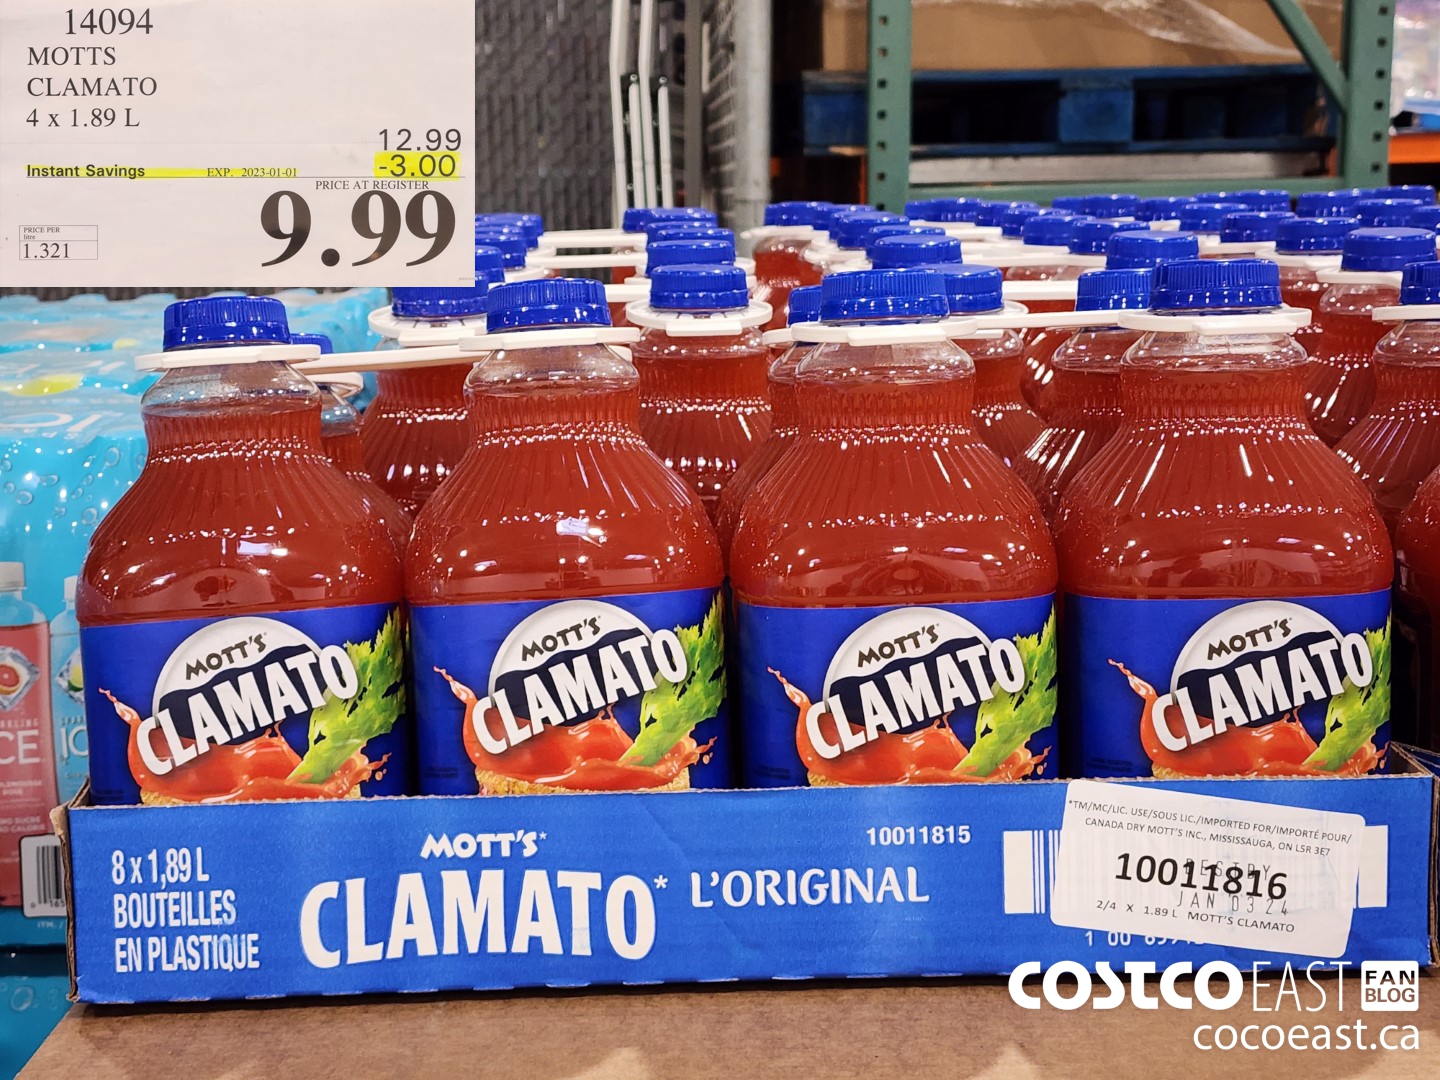 14094
MOTTS
CLAMATO
4 x 1.89 L
12.99
Instant Savings EXP. 2023-01-01 -3.00
PRICE AT REGISTER
9.99
PRICE PER
litre
1.321
MOTT'S
CLAMATO
MOTT'S
CLAMATO
MOTT'S
CLAMATO
MOTT'S
CLAMATO
8 x 1,89 L
BOUTEILLES
EN PLASTIQUE
MOTT'S*
CLAMATO*
L'ORIGINAL
10011815
*TM/MC/LIC. USE/SOUS LIC./IMPORTED FOR/IMPORTÉ POUR/
CANADA DRY MOTT'S INC., MISSISSAUGA, ON L5R 3E7
10011816
JAN 03 24
2/4 X 1.89 L MOTT'S CLAMATO
COSTCO EAST FAN BLOG
cocoeast.ca